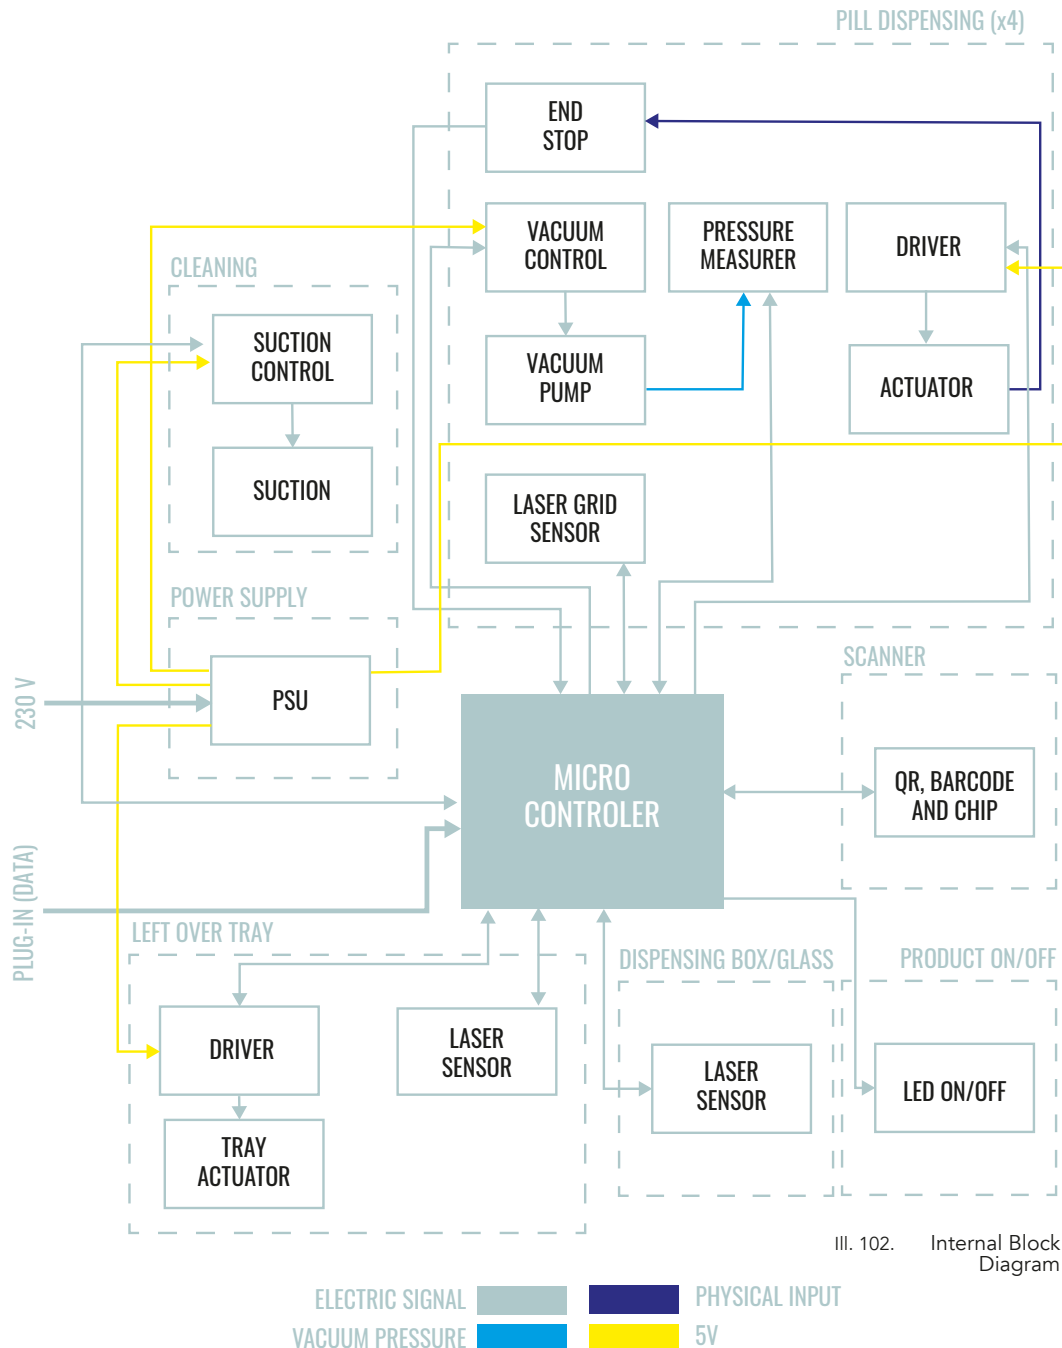 PILL DISPENSING (x4)
END
STOP
VACUUM
CONTROL
PRESSURE
MEASURER
DRIVER
CLEANING
SUCTION
CONTROL
VACUUM
PUMP
ACTUATOR
SUCTION
LASER GRID
SENSOR
POWER SUPPLY
PSU
230 V
SCANNER
MICRO
CONTROLER
QR, BARCODE
AND CHIP
PLUG-IN (DATA)
LEFT OVER TRAY
DISPENSING BOX/GLASS
PRODUCT ON/OFF
DRIVER
LASER
SENSOR
LASER
SENSOR
LED ON/OFF
TRAY
ACTUATOR
Ill. 102. Internal Block
Diagram
ELECTRIC SIGNAL
PHYSICAL INPUT
VACUUM PRESSURE
5V